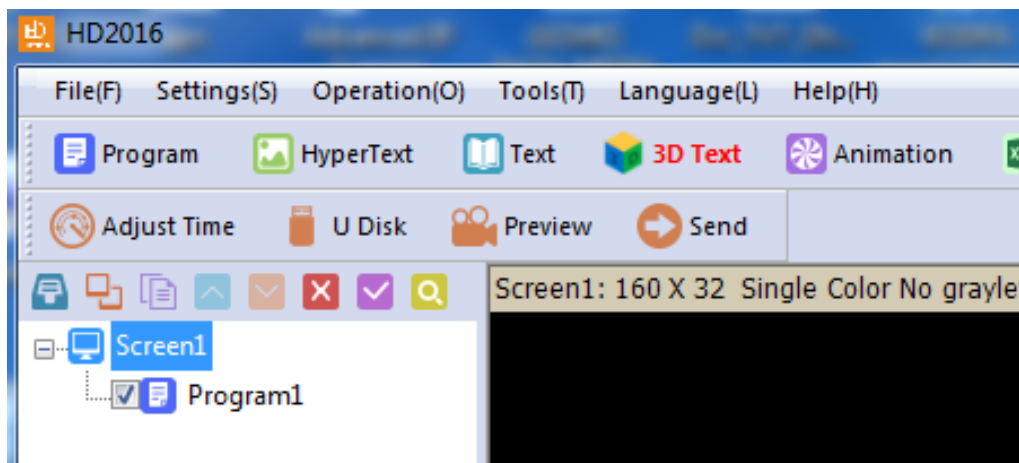 HD HD2016
File(F) Settings(S) Operation(O) Tools(T) Language(L) Help(H)
Program HyperText Text 3D Text Animation
Adjust Time U Disk Preview Send
Screen1: 160 X 32 Single Color No grayle
Screen1
Program1